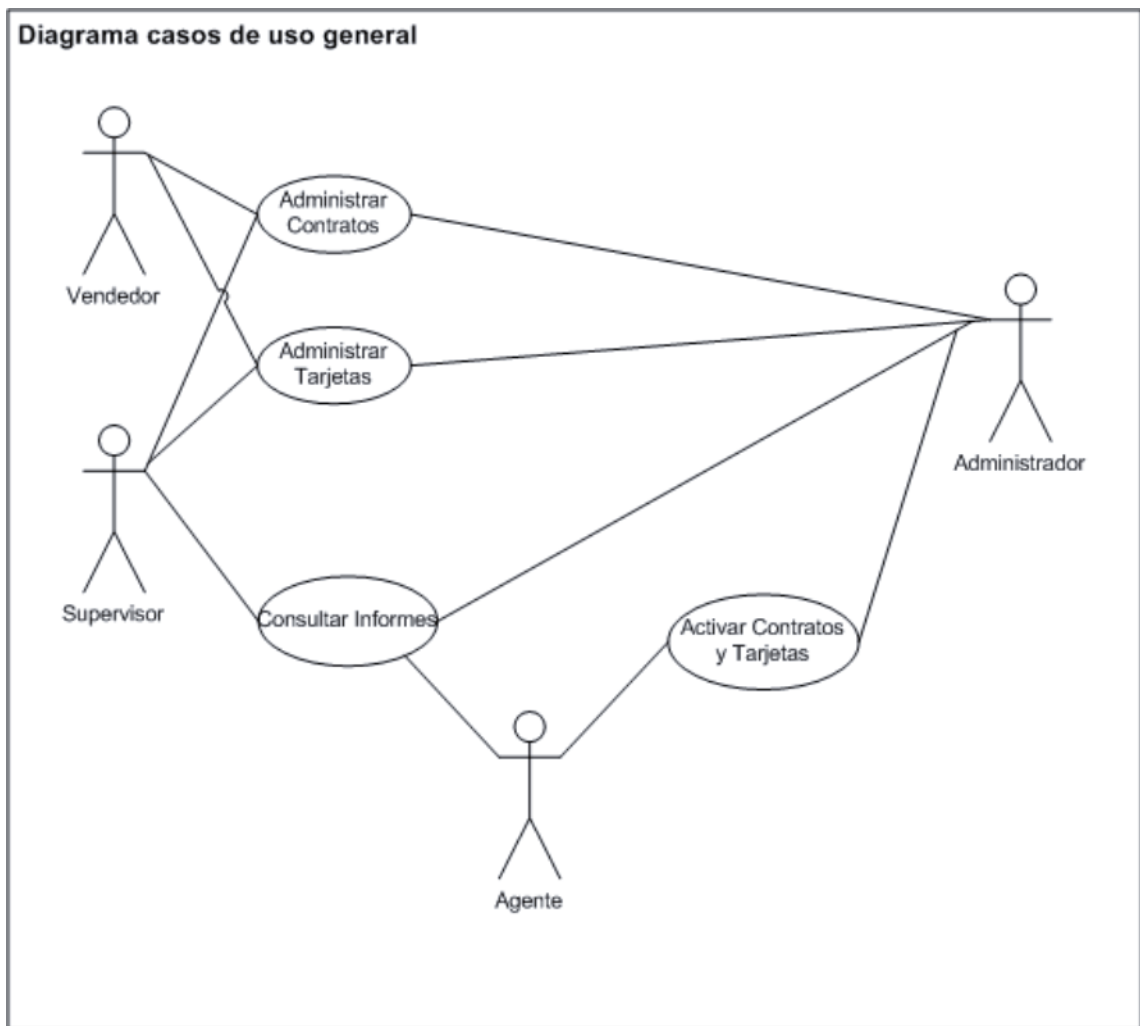 Diagrama casos de uso general
Administrar
Contratos
Vendedor
Administrar
Tarjetas
Administrador
Supervisor
Consultar Informes
Activar Contratos
y Tarjetas
Agente